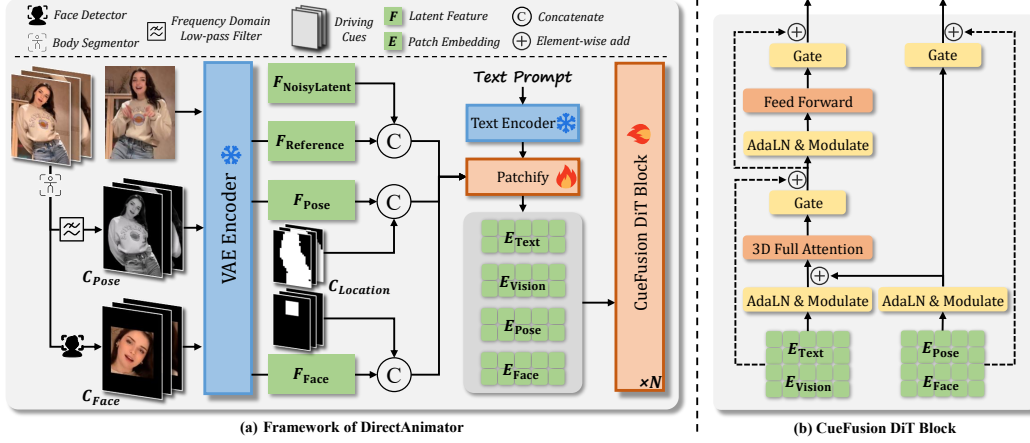 Face Detector
Body Segmentor
Frequency Domain
Low-pass Filter
Driving
Cues
F Latent Feature
E Patch Embedding
C Concatenate
Element-wise add
VAE Encoder
F_NoisyLatent
F_Reference
F_Pose
F_Face
C
C
C
C_Pose
C_Face
C_Location
Text Prompt
Text Encoder
Patchify
E_Text
E_Vision
E_Pose
E_Face
CueFusion DiT Block
×N
(a) Framework of DirectAnimator
Gate
Feed Forward
AdaLN & Modulate
Gate
3D Full Attention
AdaLN & Modulate
E_Text
E_Vision
Gate
AdaLN & Modulate
E_Pose
E_Face
(b) CueFusion DiT Block